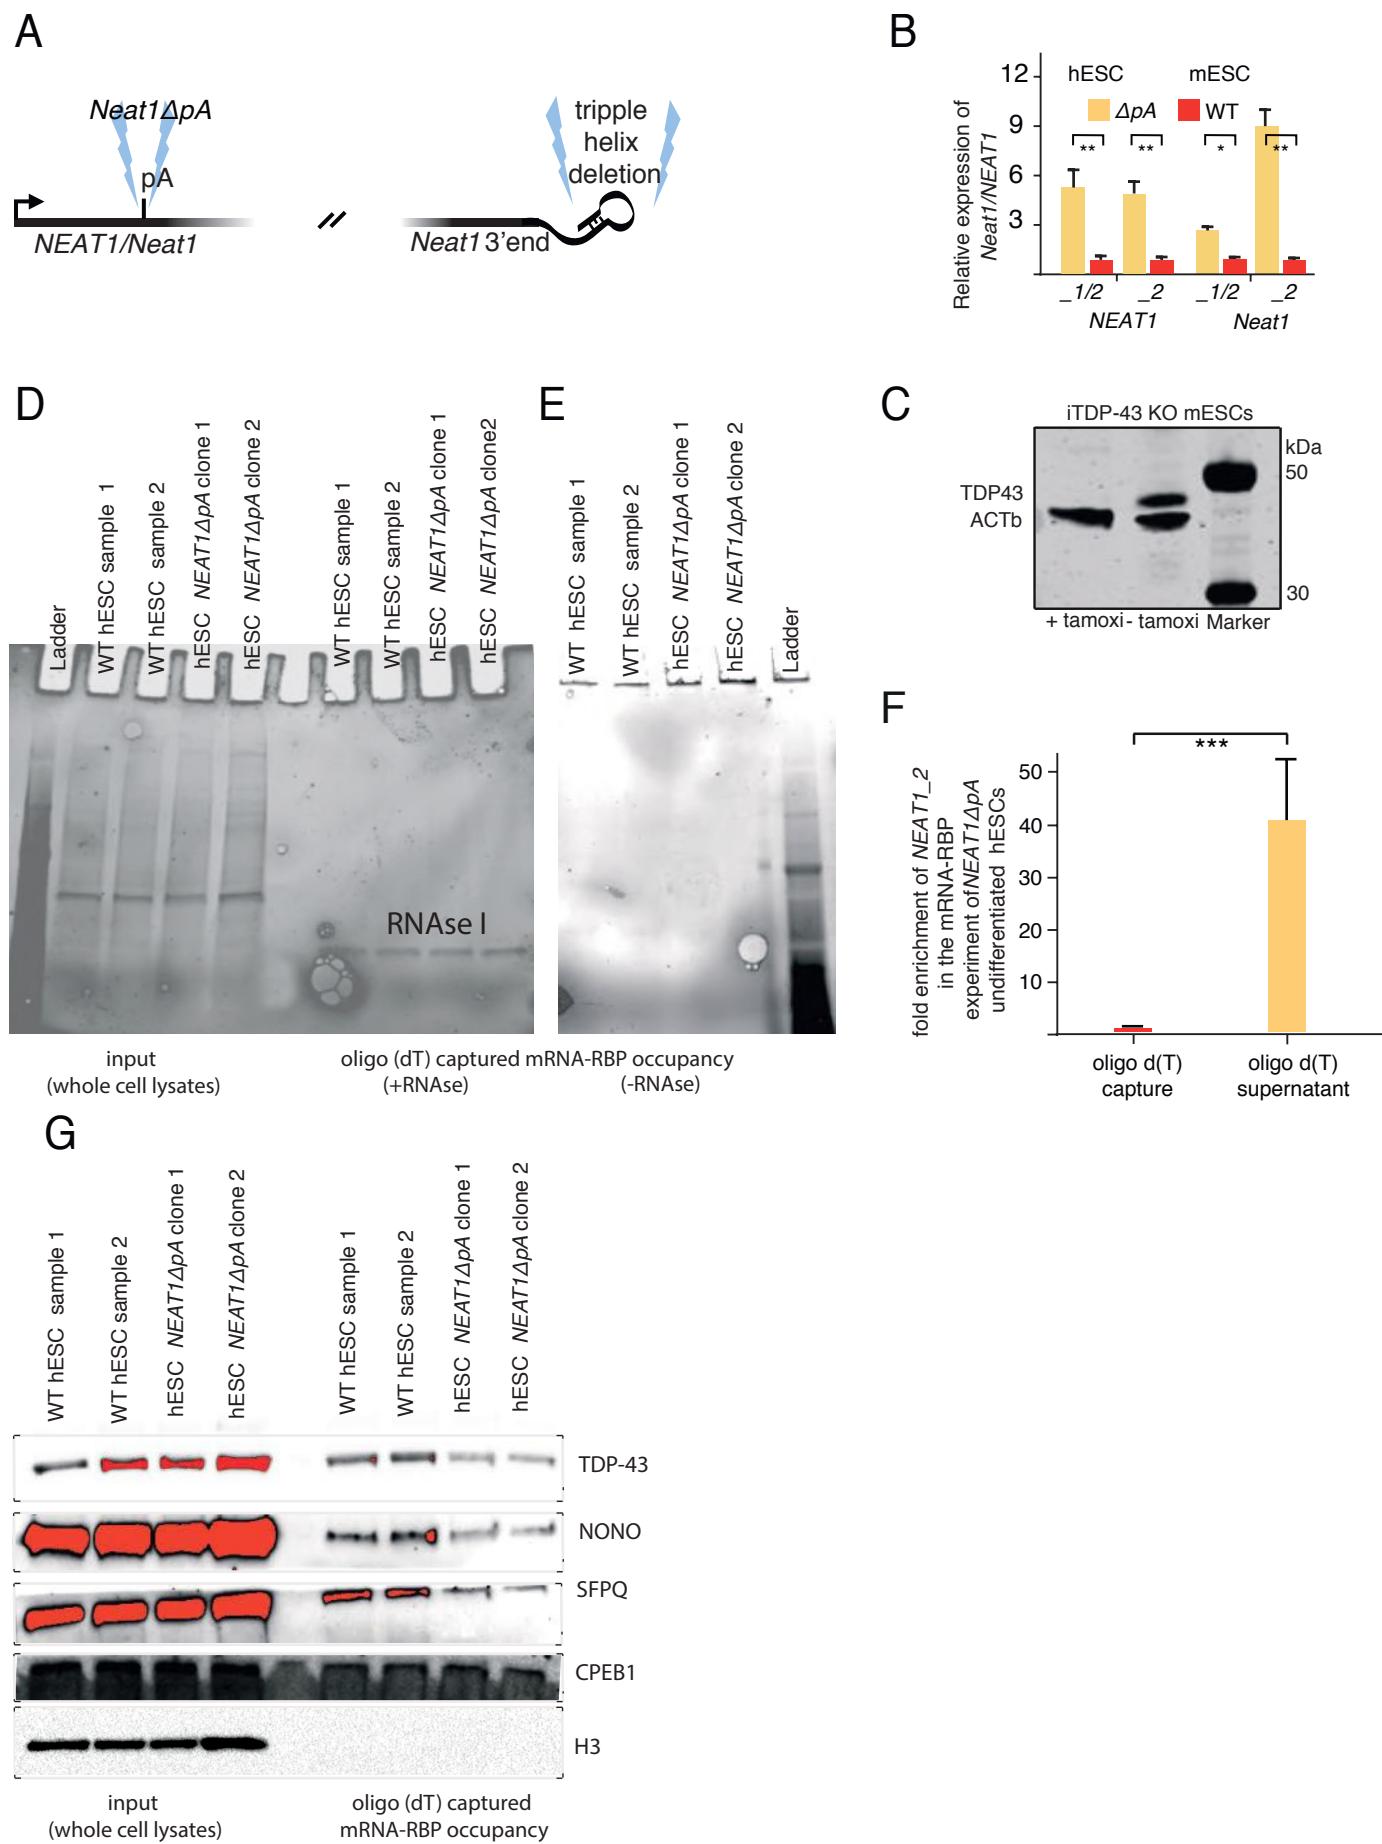 A
Neat1ΔpA
pA
NEAT1/Neat1
tripple
helix
deletion
Neat1 3'end
B
Relative expression of
Neat1/NEAT1
12
9
6
3
hESC
mESC
ΔpA
WT
**
**
*
**
_1/2
_2
_1/2
_2
NEAT1
Neat1
C
iTDP-43 KO mESCs
kDa
50
30
TDP43
ACTb
+ tamoxi
- tamoxi
Marker
D
Ladder
WT hESC sample 1
WT hESC sample 2
hESC NEAT1ΔpA clone 1
hESC NEAT1ΔpA clone 2
WT hESC sample 1
WT hESC sample 2
hESC NEAT1ΔpA clone 1
hESC NEAT1ΔpA clone2
RNAse I
E
WT hESC sample 1
WT hESC sample 2
hESC NEAT1ΔpA clone 1
hESC NEAT1ΔpA clone 2
Ladder
input
(whole cell lysates)
oligo (dT) captured mRNA-RBP occupancy
(+RNAse)
(-RNAse)
F
fold enrichment of NEAT1_2
in the mRNA-RBP
experiment ofNEAT1ΔpA
undifferentiated hESCs
50
40
30
20
10
***
oligo d(T)
capture
oligo d(T)
supernatant
G
WT hESC sample 1
WT hESC sample 2
hESC NEAT1ΔpA clone 1
hESC NEAT1ΔpA clone 2
WT hESC sample 1
WT hESC sample 2
hESC NEAT1ΔpA clone 1
hESC NEAT1ΔpA clone 2
TDP-43
NONO
SFPQ
CPEB1
H3
input
(whole cell lysates)
oligo (dT) captured
mRNA-RBP occupancy